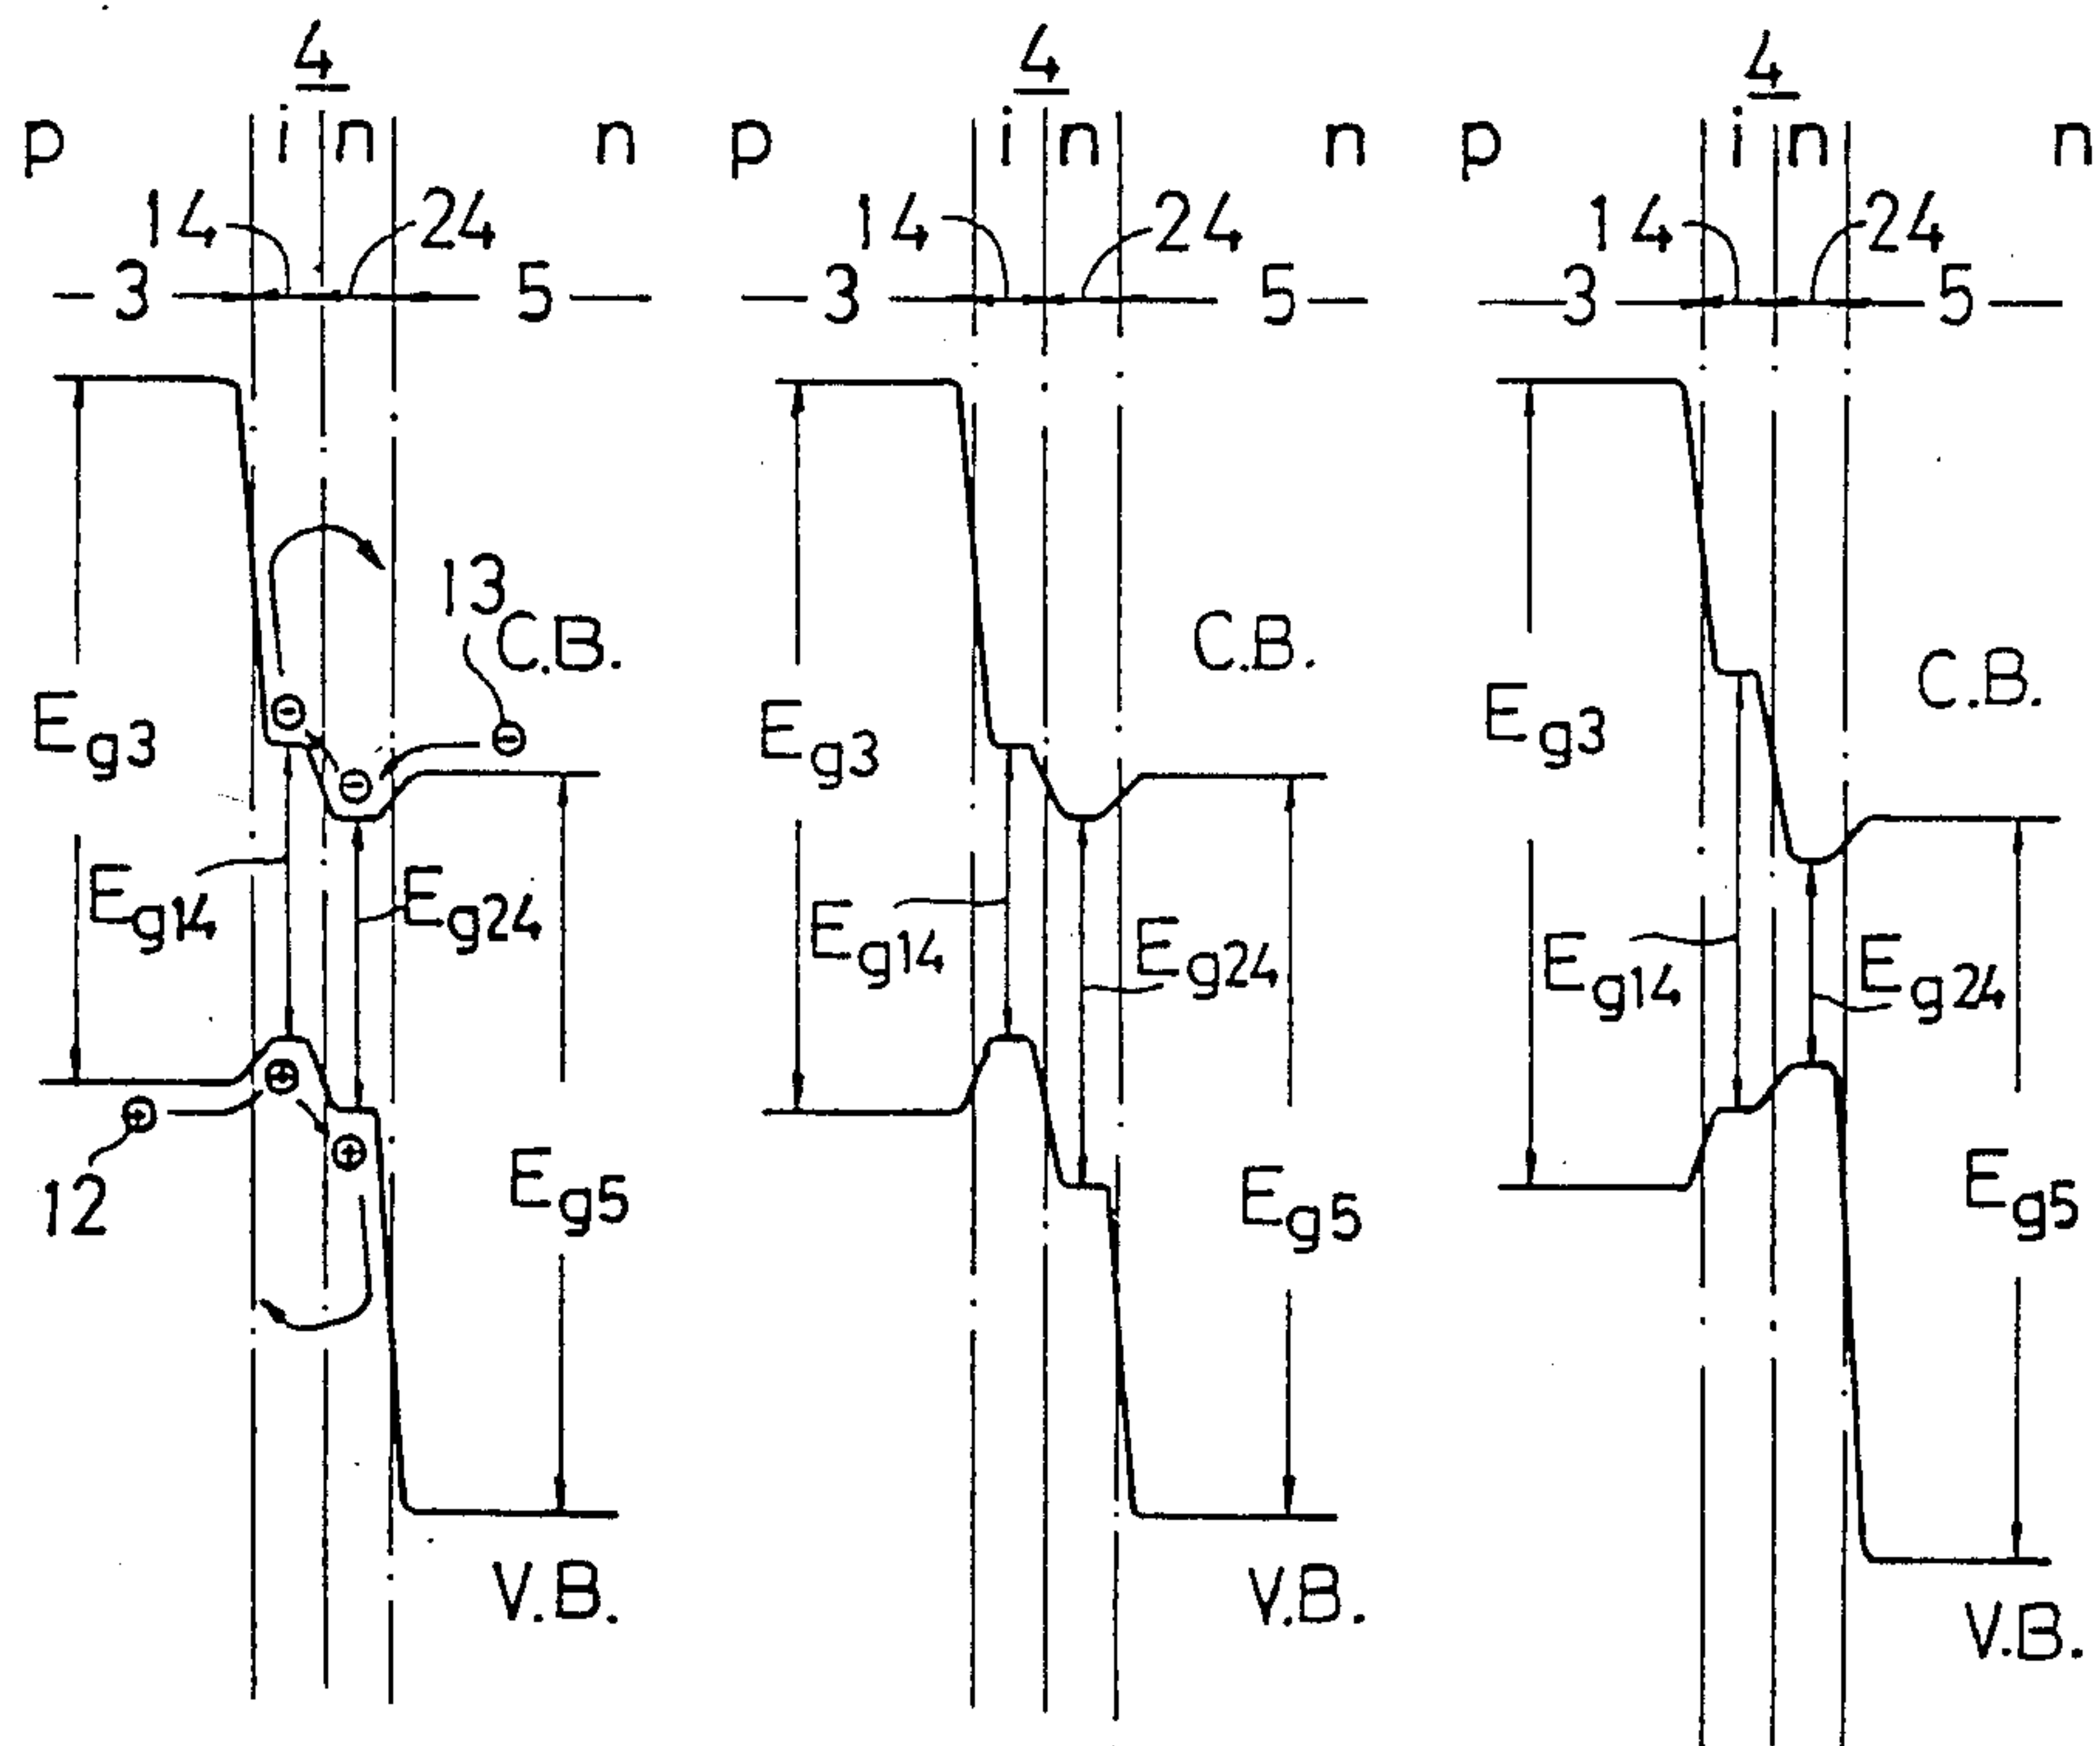 4 4 4
p i n n p i n n p i n n
14 24 14 24 14 24
3 5 3 5 3 5
13
C.B. C.B. C.B.
Eg3 Eg3 Eg3
Eg14 Eg24 Eg14 Eg24 Eg14 Eg24
12 Eg5 Eg5 Eg5
V.B. V.B. V.B.